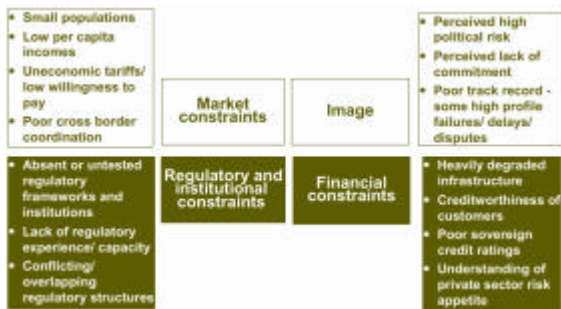 • Small populations
• Low per capita
incomes
• Uneconomic tariffs/
low willingness to
pay
• Poor cross border
coordination
Market
constraints
Image
• Perceived high
political risk
• Perceived lack of
commitment
• Poor track record -
some high profile
failures/ delays/
disputes
• Absent or untested
regulatory
frameworks and
institutions
• Lack of regulatory
experience/ capacity
• Conflicting/
overlapping
regulatory structures
Regulatory and
institutional
constraints
Financial
constraints
• Heavily degraded
infrastructure
• Creditworthiness of
customers
• Poor sovereign
credit ratings
• Understanding of
private sector risk
appetite